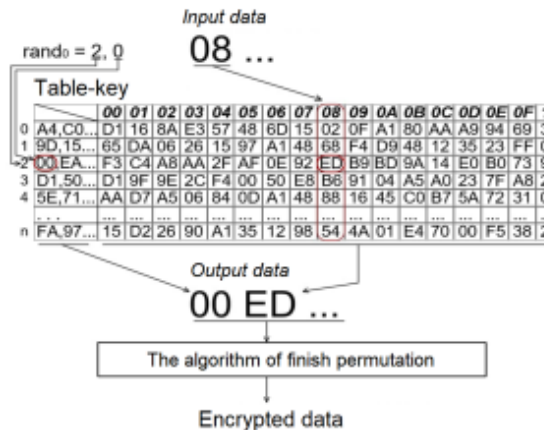 Input data
rand₀ = 2, 0
08 ...
Table-key
00 01 02 03 04 05 06 07 08 09 0A 0B 0C 0D 0E 0F
0 A4,C0... D1 16 8A E3 57 48 6D 15 02 0F A1 80 AA A9 94 69 3
1 9D,15... 65 DA 06 26 15 97 A1 48 68 F4 D9 48 12 35 23 FF 0
2 00,EA... F3 C4 A8 AA 2F AF 0E 92 ED B9 BD 9A 14 E0 B0 73 9
3 D1,50... D1 9F 9E 2C F4 00 50 E8 B6 91 04 A5 A0 23 7F A8 2
4 5E,71... AA D7 A5 06 84 0D A1 48 88 16 45 C0 B7 5A 72 31 0
. . . ... ... ... ... ... ... ... ... ... ... ... ... ... ... ... ...
n FA,97... 15 D2 26 90 A1 35 12 98 54 4A 01 E4 70 00 F5 38 2
Output data
00 ED ...
The algorithm of finish permutation
Encrypted data